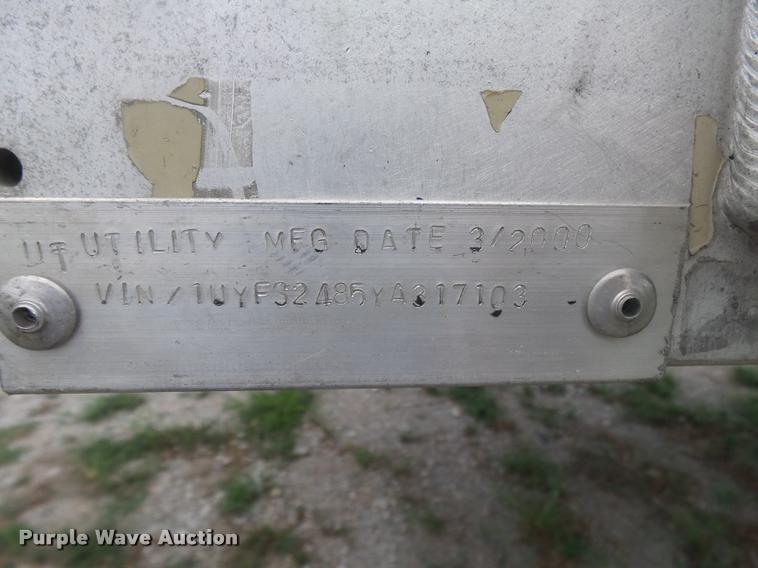 UT UTILITY MFG DATE 3/2000
VIN/1UYFS2485YA317103
Purple Wave Auction